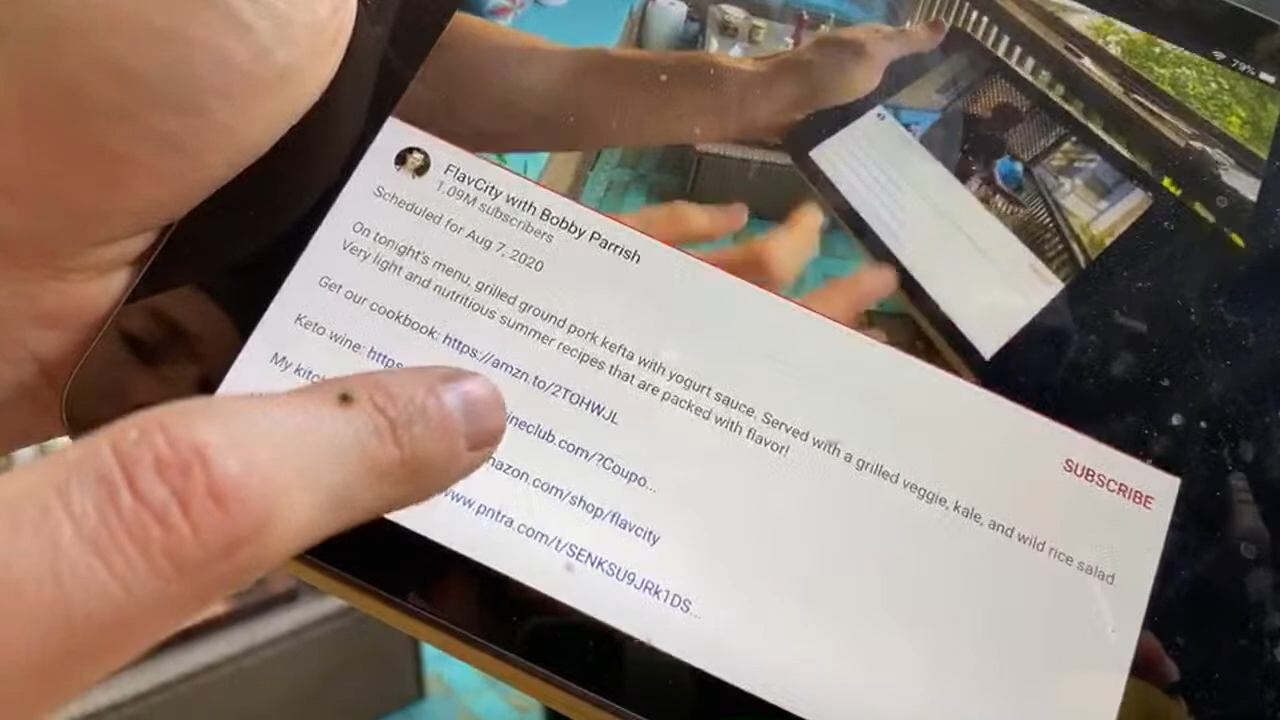 79%
FlavCity with Bobby Parrish
1.09M subscribers
Scheduled for Aug 7, 2020
On tonight's menu, grilled ground pork kefta with yogurt sauce. Served with a grilled veggie, kale, and wild rice salad
Very light and nutritious summer recipes that are packed with flavor!
Get our cookbook: https://amzn.to/2TOHWJL
Keto wine: https ineclub.com/?Coupo...
My kitch azon.com/shop/flavcity
www.pntra.com/t/SENKSU9JRk1DS...
SUBSCRIBE